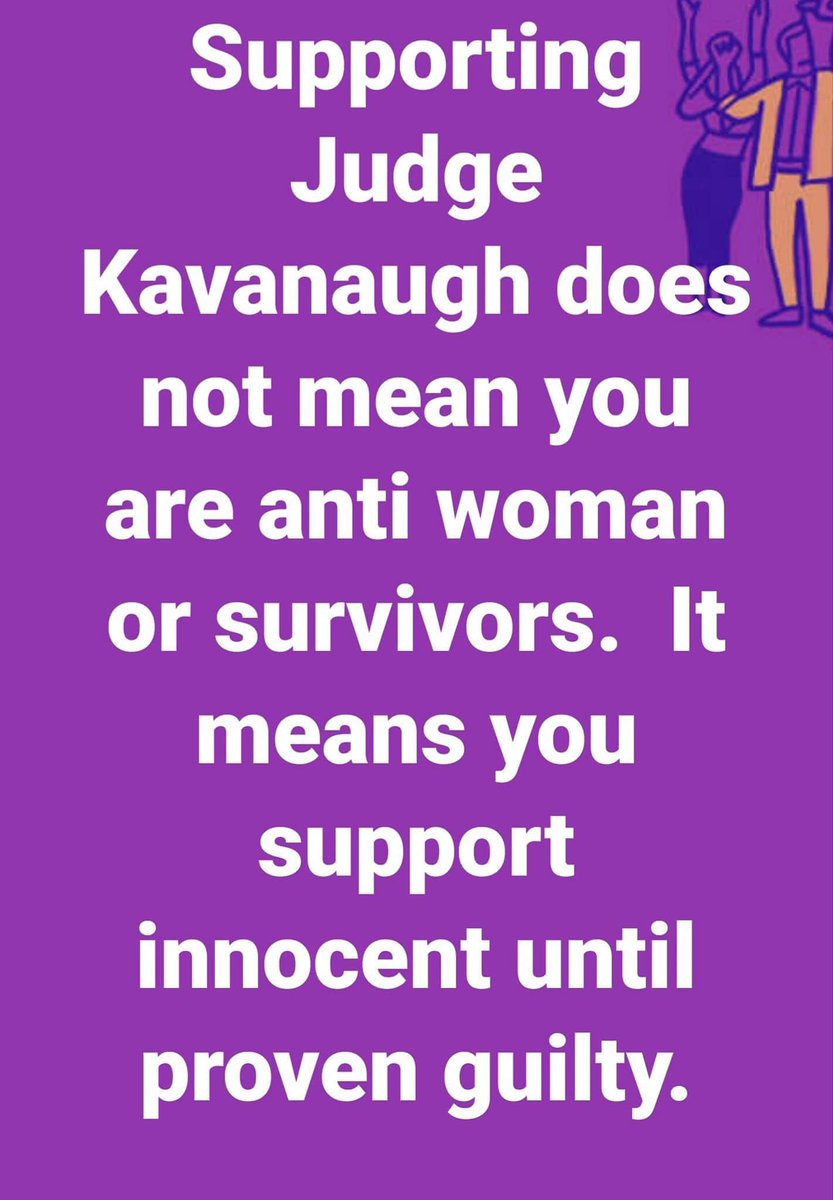 Supporting
Judge
Kavanaugh does
not mean you
are anti woman
or survivors.  It
means you
support
innocent until
proven guilty.